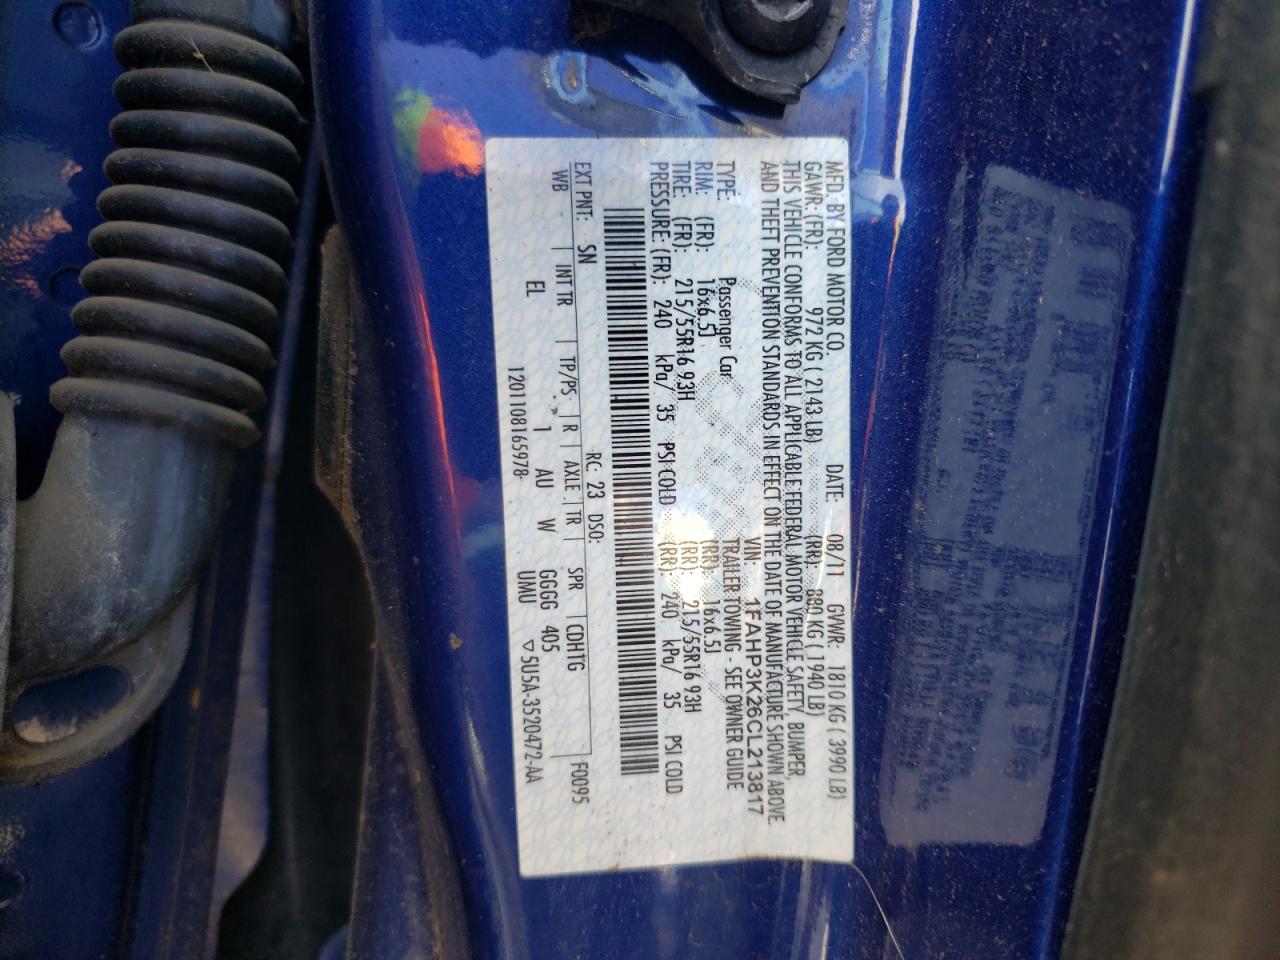 MFD. BY FORD MOTOR CO.
DATE: 08/11 GVWR: 1810 KG ( 3990 LB)
GAWR: (FR): 972 KG ( 2143 LB) (RR): 880 KG ( 1940 LB)
THIS VEHICLE CONFORMS TO ALL APPLICABLE FEDERAL MOTOR VEHICLE SAFETY, BUMPER,
AND THEFT PREVENTION STANDARDS IN EFFECT ON THE DATE OF MANUFACTURE SHOWN ABOVE.
VIN: 1FAHP3K26CL213817
TYPE: Passenger Car TRAILER TOWING - SEE OWNER GUIDE
RIM: (FR): 16x6.5J (RR): 16x6.5J
TIRE: (FR): 215/55R16 93H (RR): 215/55R16 93H
PRESSURE: (FR): 240 kPa/ 35 PSI COLD (RR): 240 kPa/ 35 PSI COLD
EXT PNT: SN RC: 23 DSO: F0095
WB INT TR TP/PS R AXLE TR SPR CDH1G
EL 1 AU W GGGG 405
1201108165978 UMU ▽5U5A-3520472-AA